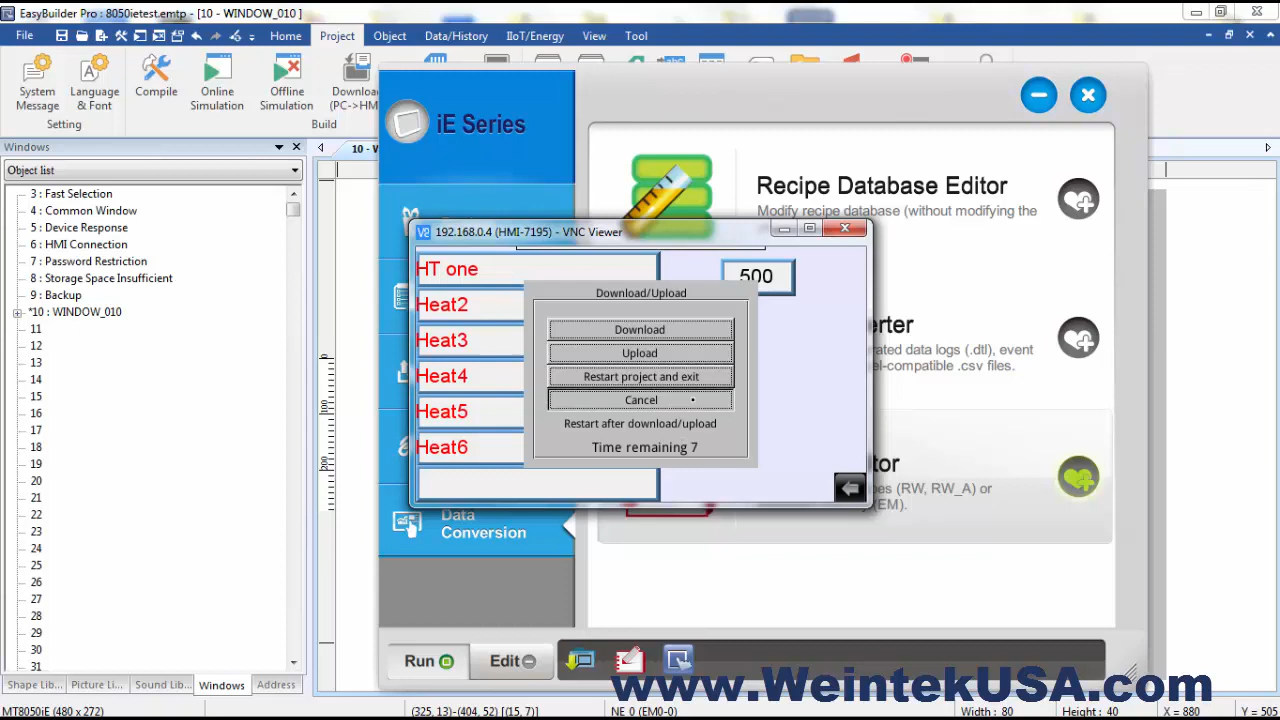 EasyBuilder Pro : 8050ietest.emtp - [10 - WINDOW_010]
File
Home
Project
Object
Data/History
IIoT/Energy
View
Tool
System
Message
Language
& Font
Compile
Online
Simulation
Offline
Simulation
Downloa
(PC->HM
Setting
Build
Windows
10 - W
Object list
3 : Fast Selection
4 : Common Window
5 : Device Response
6 : HMI Connection
7 : Password Restriction
8 : Storage Space Insufficient
9 : Backup
*10 : WINDOW_010
11
12
13
14
15
16
17
18
19
20
21
22
23
24
25
26
27
28
29
30
31
Shape Lib...
Picture Li...
Sound Lib...
Windows
Address
0
100
200
iE Series
Data
Conversion
Recipe Database Editor
Modify recipe database (without modifying the
erter
rated data logs (.dtl), event
el-compatible .csv files.
tor
pes (RW, RW_A) or
(EM).
192.168.0.4 (HMI-7195) - VNC Viewer
HT one
Heat2
Heat3
Heat4
Heat5
Heat6
500
Download/Upload
Download
Upload
Restart project and exit
Cancel
Restart after download/upload
Time remaining 7
Run
Edit
www.WeintekUSA.com
MT8050iE (480 x 272)
(325, 13)-(404, 52) [(15, 7)]
NE_0 (EM0-0)
Width : 80
Height : 40
X = 880
Y = 505